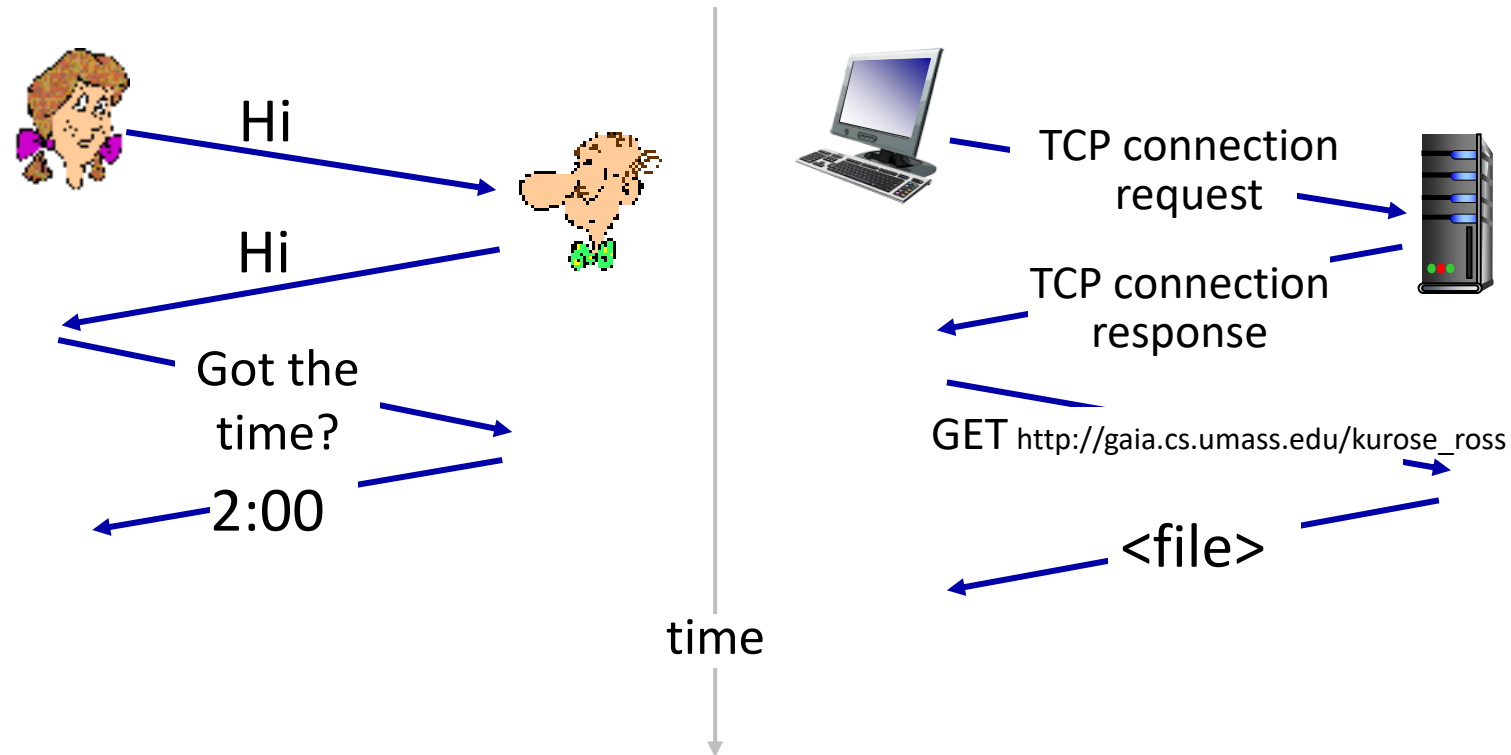 Hi
Hi
Got the
time?
2:00
TCP connection
request
TCP connection
response
GET http://gaia.cs.umass.edu/kurose_ross
<file>
time